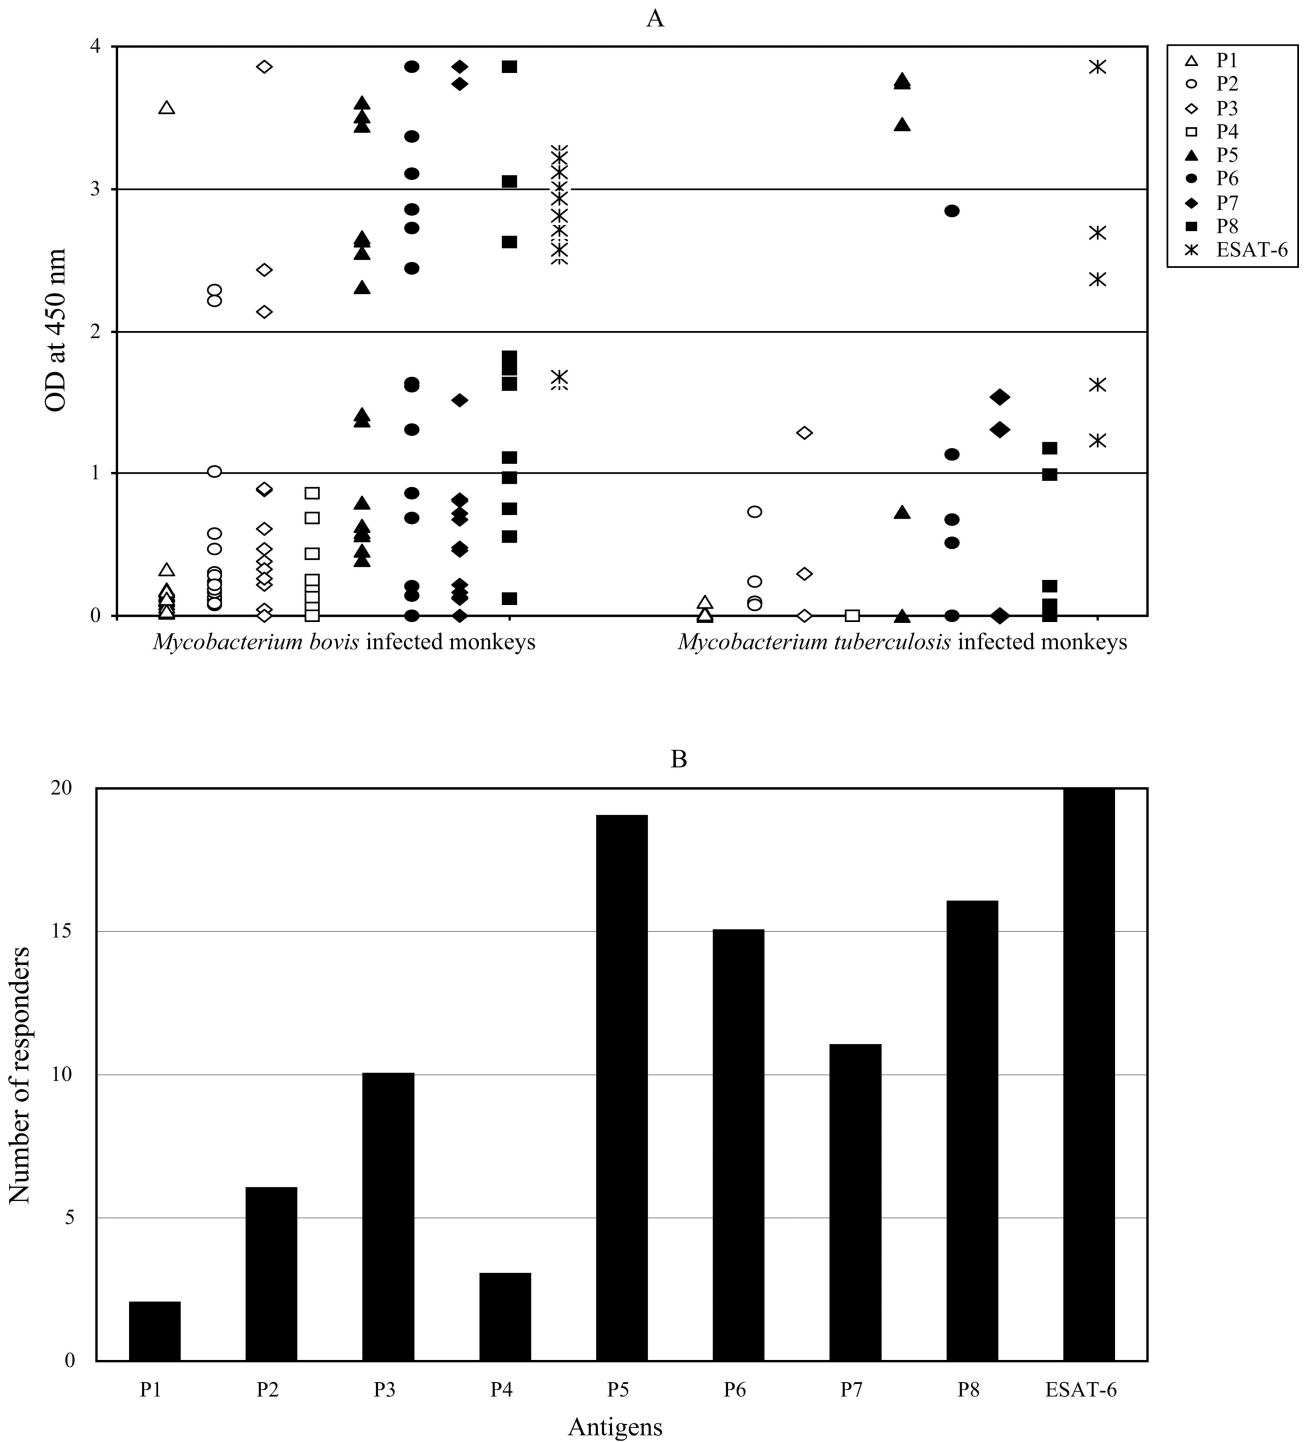 A
4
3
2
1
0
OD at 450 nm
Mycobacterium bovis infected monkeys
Mycobacterium tuberculosis infected monkeys
P1
P2
P3
P4
P5
P6
P7
P8
ESAT-6
B
20
15
10
5
0
Number of responders
P1 P2 P3 P4 P5 P6 P7 P8 ESAT-6
Antigens